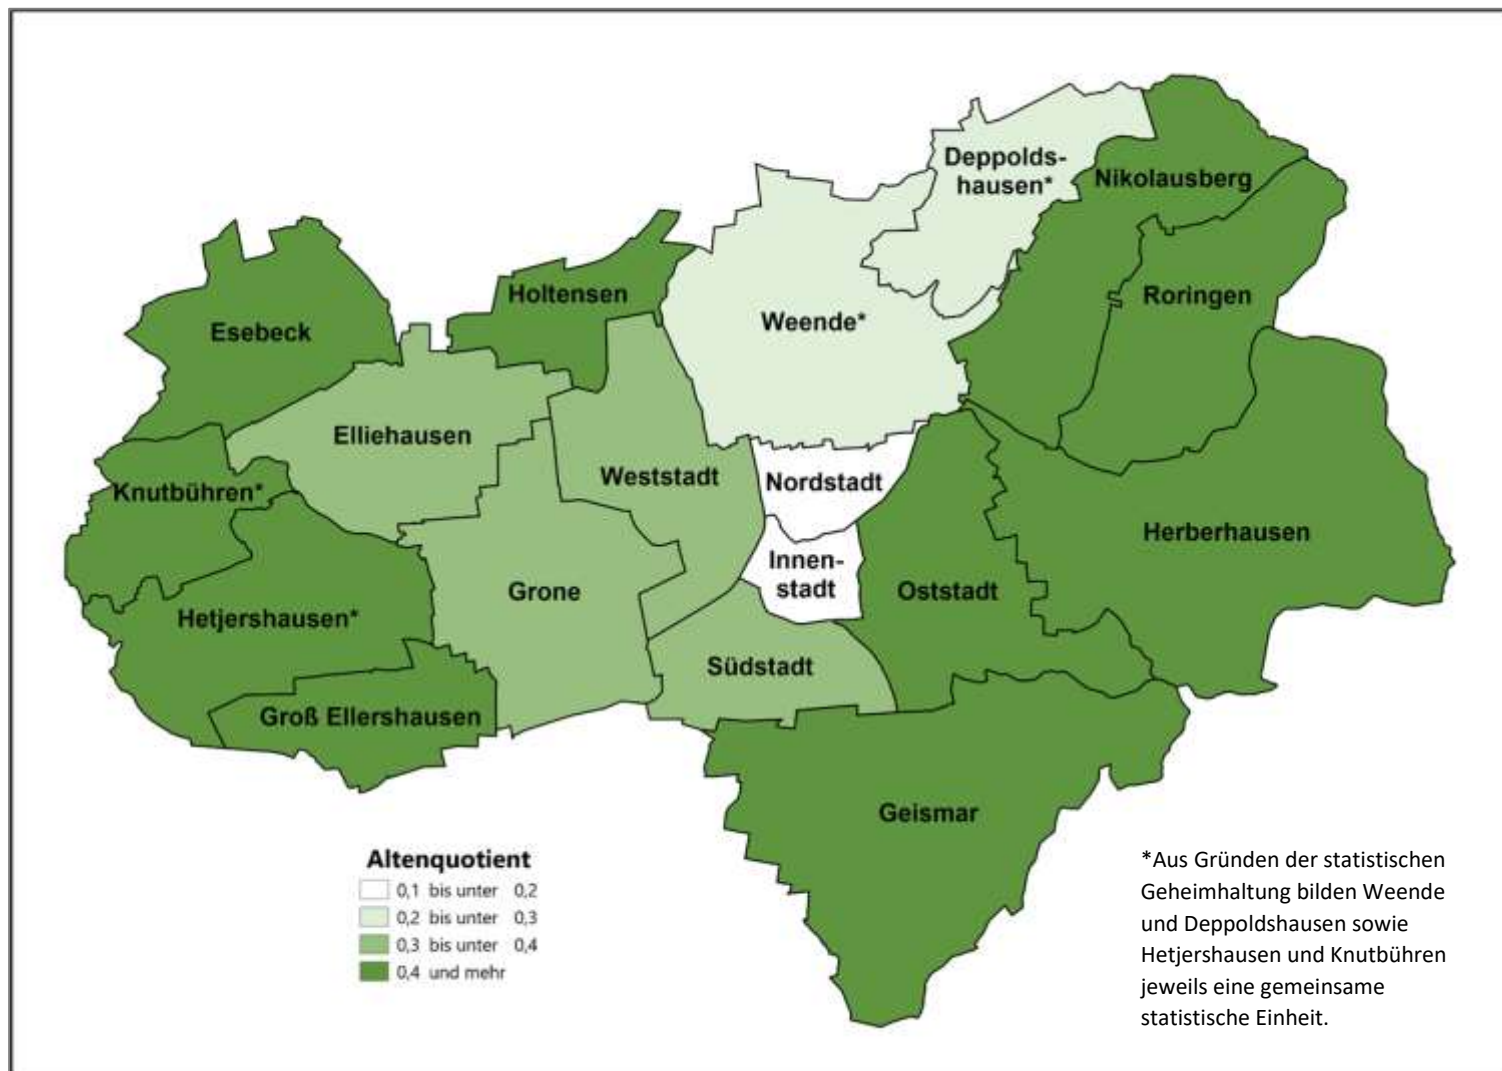 Deppolds-
hausen*
Nikolausberg
Holtensen
Roringen
Esebeck
Weende*
Elliehausen
Weststadt
Nordstadt
Knutbühren*
Herberhausen
Innen-
stadt
Grone
Oststadt
Hetjershausen*
Südstadt
Groß Ellershausen
Geismar
Altenquotient
0,1 bis unter 0,2
0,2 bis unter 0,3
0,3 bis unter 0,4
0,4 und mehr
*Aus Gründen der statistischen
Geheimhaltung bilden Weende
und Deppoldshausen sowie
Hetjershausen und Knutbühren
jeweils eine gemeinsame
statistische Einheit.